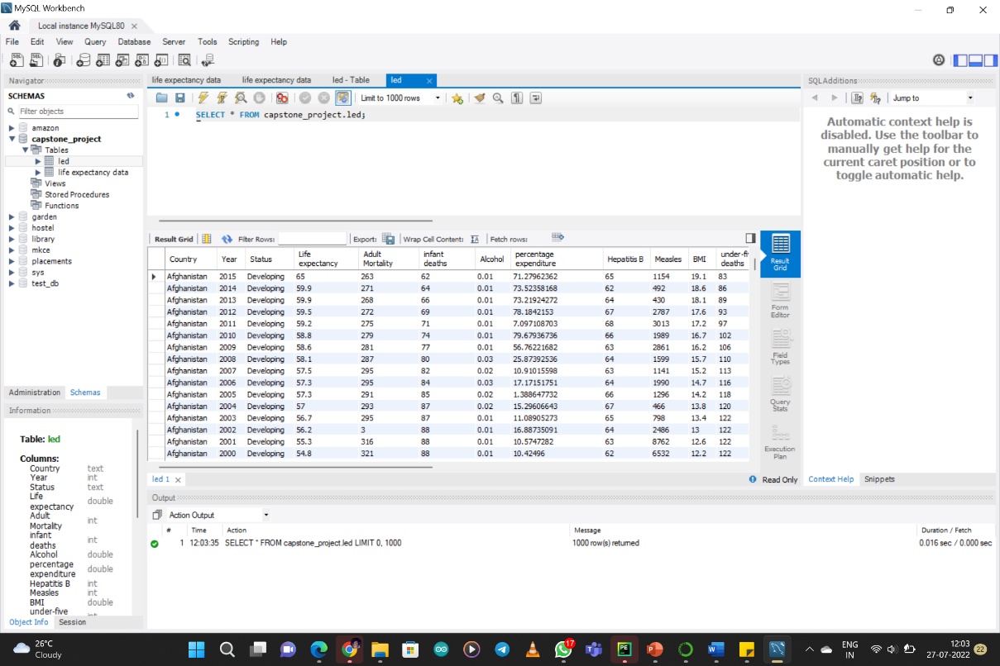 MySQL Workbench
Local instance MySQL80
File Edit View Query Database Server Tools Scripting Help
Navigator
SCHEMAS
Filter objects
amazon
capstone_project
Tables
led
life expectancy data
Views
Stored Procedures
Functions
garden
hostel
library
mkce
placements
sys
test_db
Administration Schemas
Information
Table: led
Columns:
Country text
Year int
Status text
Life expectancy double
Adult Mortality int
infant deaths int
Alcohol double
percentage expenditure double
Hepatitis B int
Measles int
BMI double
under-five int
Object Info Session
life expectancy data life expectancy data led - Table led
Limit to 1000 rows
1 SELECT * FROM capstone_project.led;
Result Grid Filter Rows: Export: Wrap Cell Content: Fetch rows:
Country Year Status Life expectancy Adult Mortality infant deaths Alcohol percentage expenditure Hepatitis B Measles BMI under-fi deaths
Afghanistan 2015 Developing 65 263 62 0.01 71.27962362 65 1154 19.1 83
Afghanistan 2014 Developing 59.9 271 64 0.01 73.52358168 62 492 18.6 86
Afghanistan 2013 Developing 59.9 268 66 0.01 73.21924272 64 430 18.1 89
Afghanistan 2012 Developing 59.5 272 69 0.01 78.1842153 67 2787 17.6 93
Afghanistan 2011 Developing 59.2 275 71 0.01 7.097108703 68 3013 17.2 97
Afghanistan 2010 Developing 58.8 279 74 0.01 79.67936736 66 1989 16.7 102
Afghanistan 2009 Developing 58.6 281 77 0.01 56.76221682 63 2861 16.2 106
Afghanistan 2008 Developing 58.1 287 80 0.03 25.87392536 64 1599 15.7 110
Afghanistan 2007 Developing 57.5 295 82 0.02 10.91015598 63 1141 15.2 113
Afghanistan 2006 Developing 57.3 295 84 0.03 17.17151751 64 1990 14.7 116
Afghanistan 2005 Developing 57.3 291 85 0.02 1.388647732 66 1296 14.2 118
Afghanistan 2004 Developing 57 293 87 0.02 15.29606643 67 466 13.8 120
Afghanistan 2003 Developing 56.7 295 87 0.01 11.08905273 65 798 13.4 122
Afghanistan 2002 Developing 56.2 3 88 0.01 16.88735091 64 2486 13 122
Afghanistan 2001 Developing 55.3 316 88 0.01 10.5747282 63 8762 12.6 122
Afghanistan 2000 Developing 54.8 321 88 0.01 10.42496 62 6532 12.2 122
Result Grid
Form Editor
Field Types
Query Stats
Execution Plan
led 1 Read Only
Output
Action Output
# Time Action Message Duration / Fetch
1 12:03:35 SELECT * FROM capstone_project.led LIMIT 0, 1000 1000 row(s) returned 0.016 sec / 0.000 sec
SQLAdditions
Jump to
Automatic context help is
disabled. Use the toolbar to
manually get help for the
current caret position or to
toggle automatic help.
Context Help Snippets
26°C
Cloudy
17
ENG
IN
12:03
27-07-2022
22